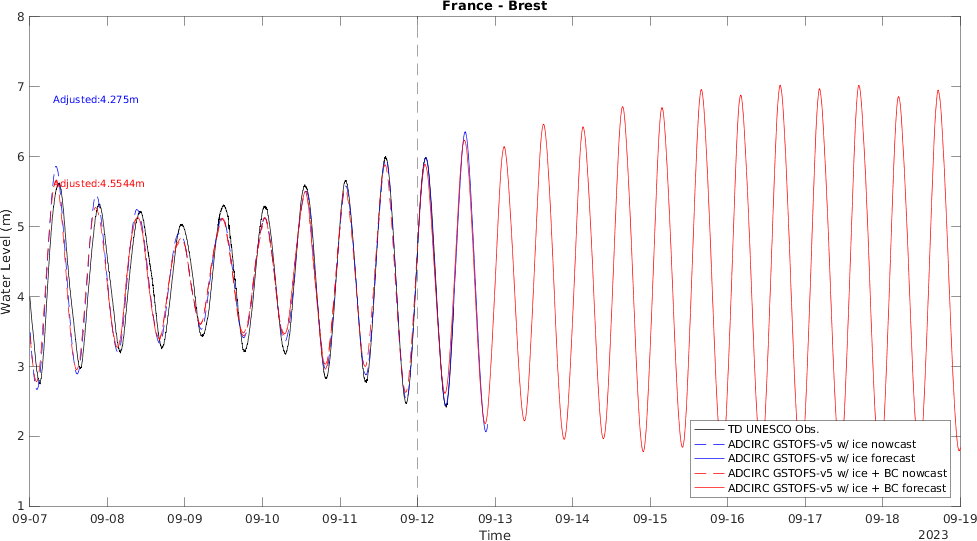 France - Brest
8
7
6
5
4
3
2
1
Water Level (m)
Adjusted:4.275m
Adjusted:4.5544m
TD UNESCO Obs.
ADCIRC GSTOFS-v5 w/ ice nowcast
ADCIRC GSTOFS-v5 w/ ice forecast
ADCIRC GSTOFS-v5 w/ ice + BC nowcast
ADCIRC GSTOFS-v5 w/ ice + BC forecast
09-07 09-08 09-09 09-10 09-11 09-12 09-13 09-14 09-15 09-16 09-17 09-18 09-19
Time
2023